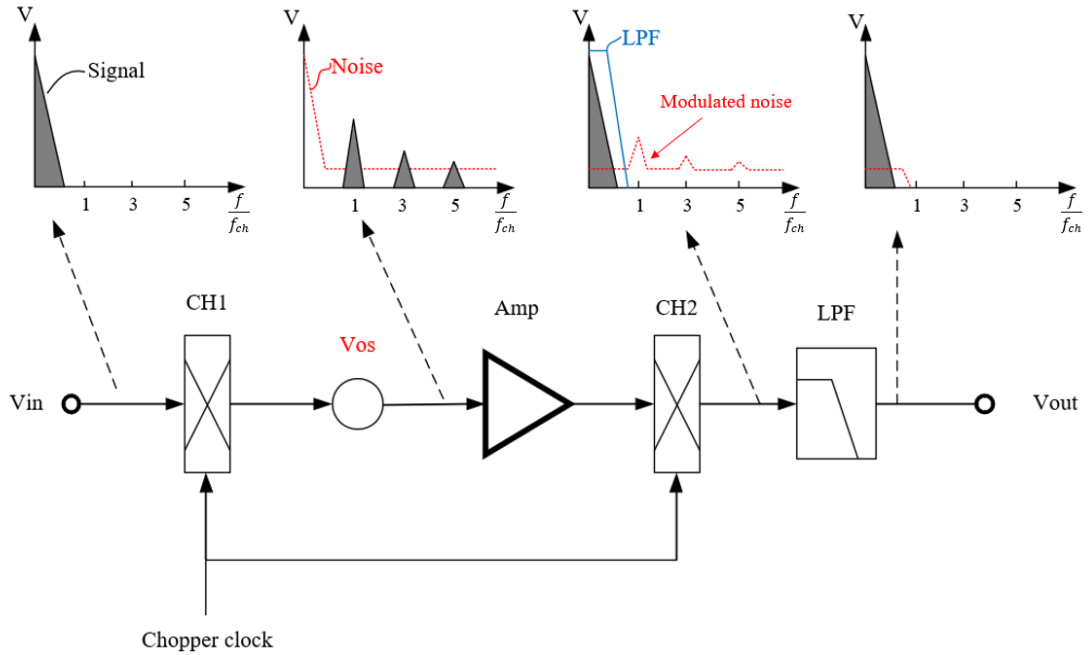 V
Signal
1 3 5 f/f_ch
V
Noise
1 3 5 f/f_ch
V
LPF
Modulated noise
1 3 5 f/f_ch
V
1 3 5 f/f_ch
CH1
Vos
Amp
CH2
LPF
Vin
Vout
Chopper clock